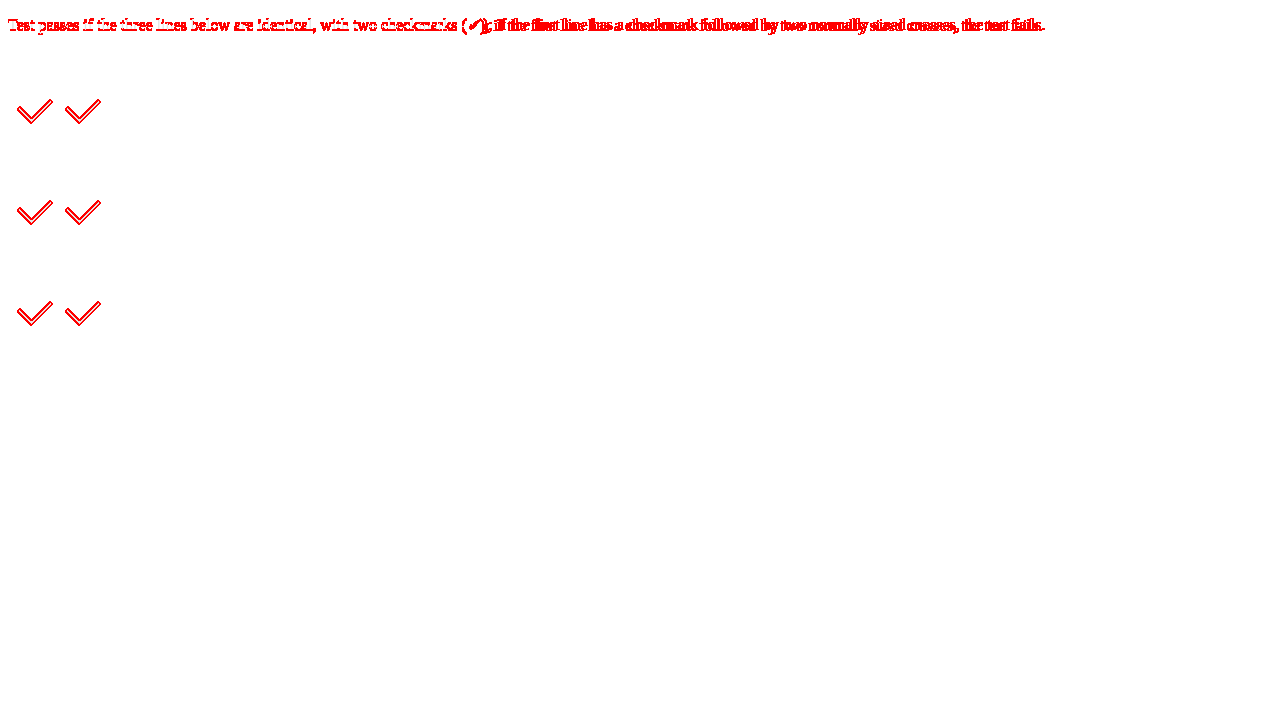 Test passes if the three lines below are identical, with two checkmarks (✓); if the first line has a checkmark followed by two normally sized crosses, the test fails.
✓ ✓
✓ ✓
✓ ✓